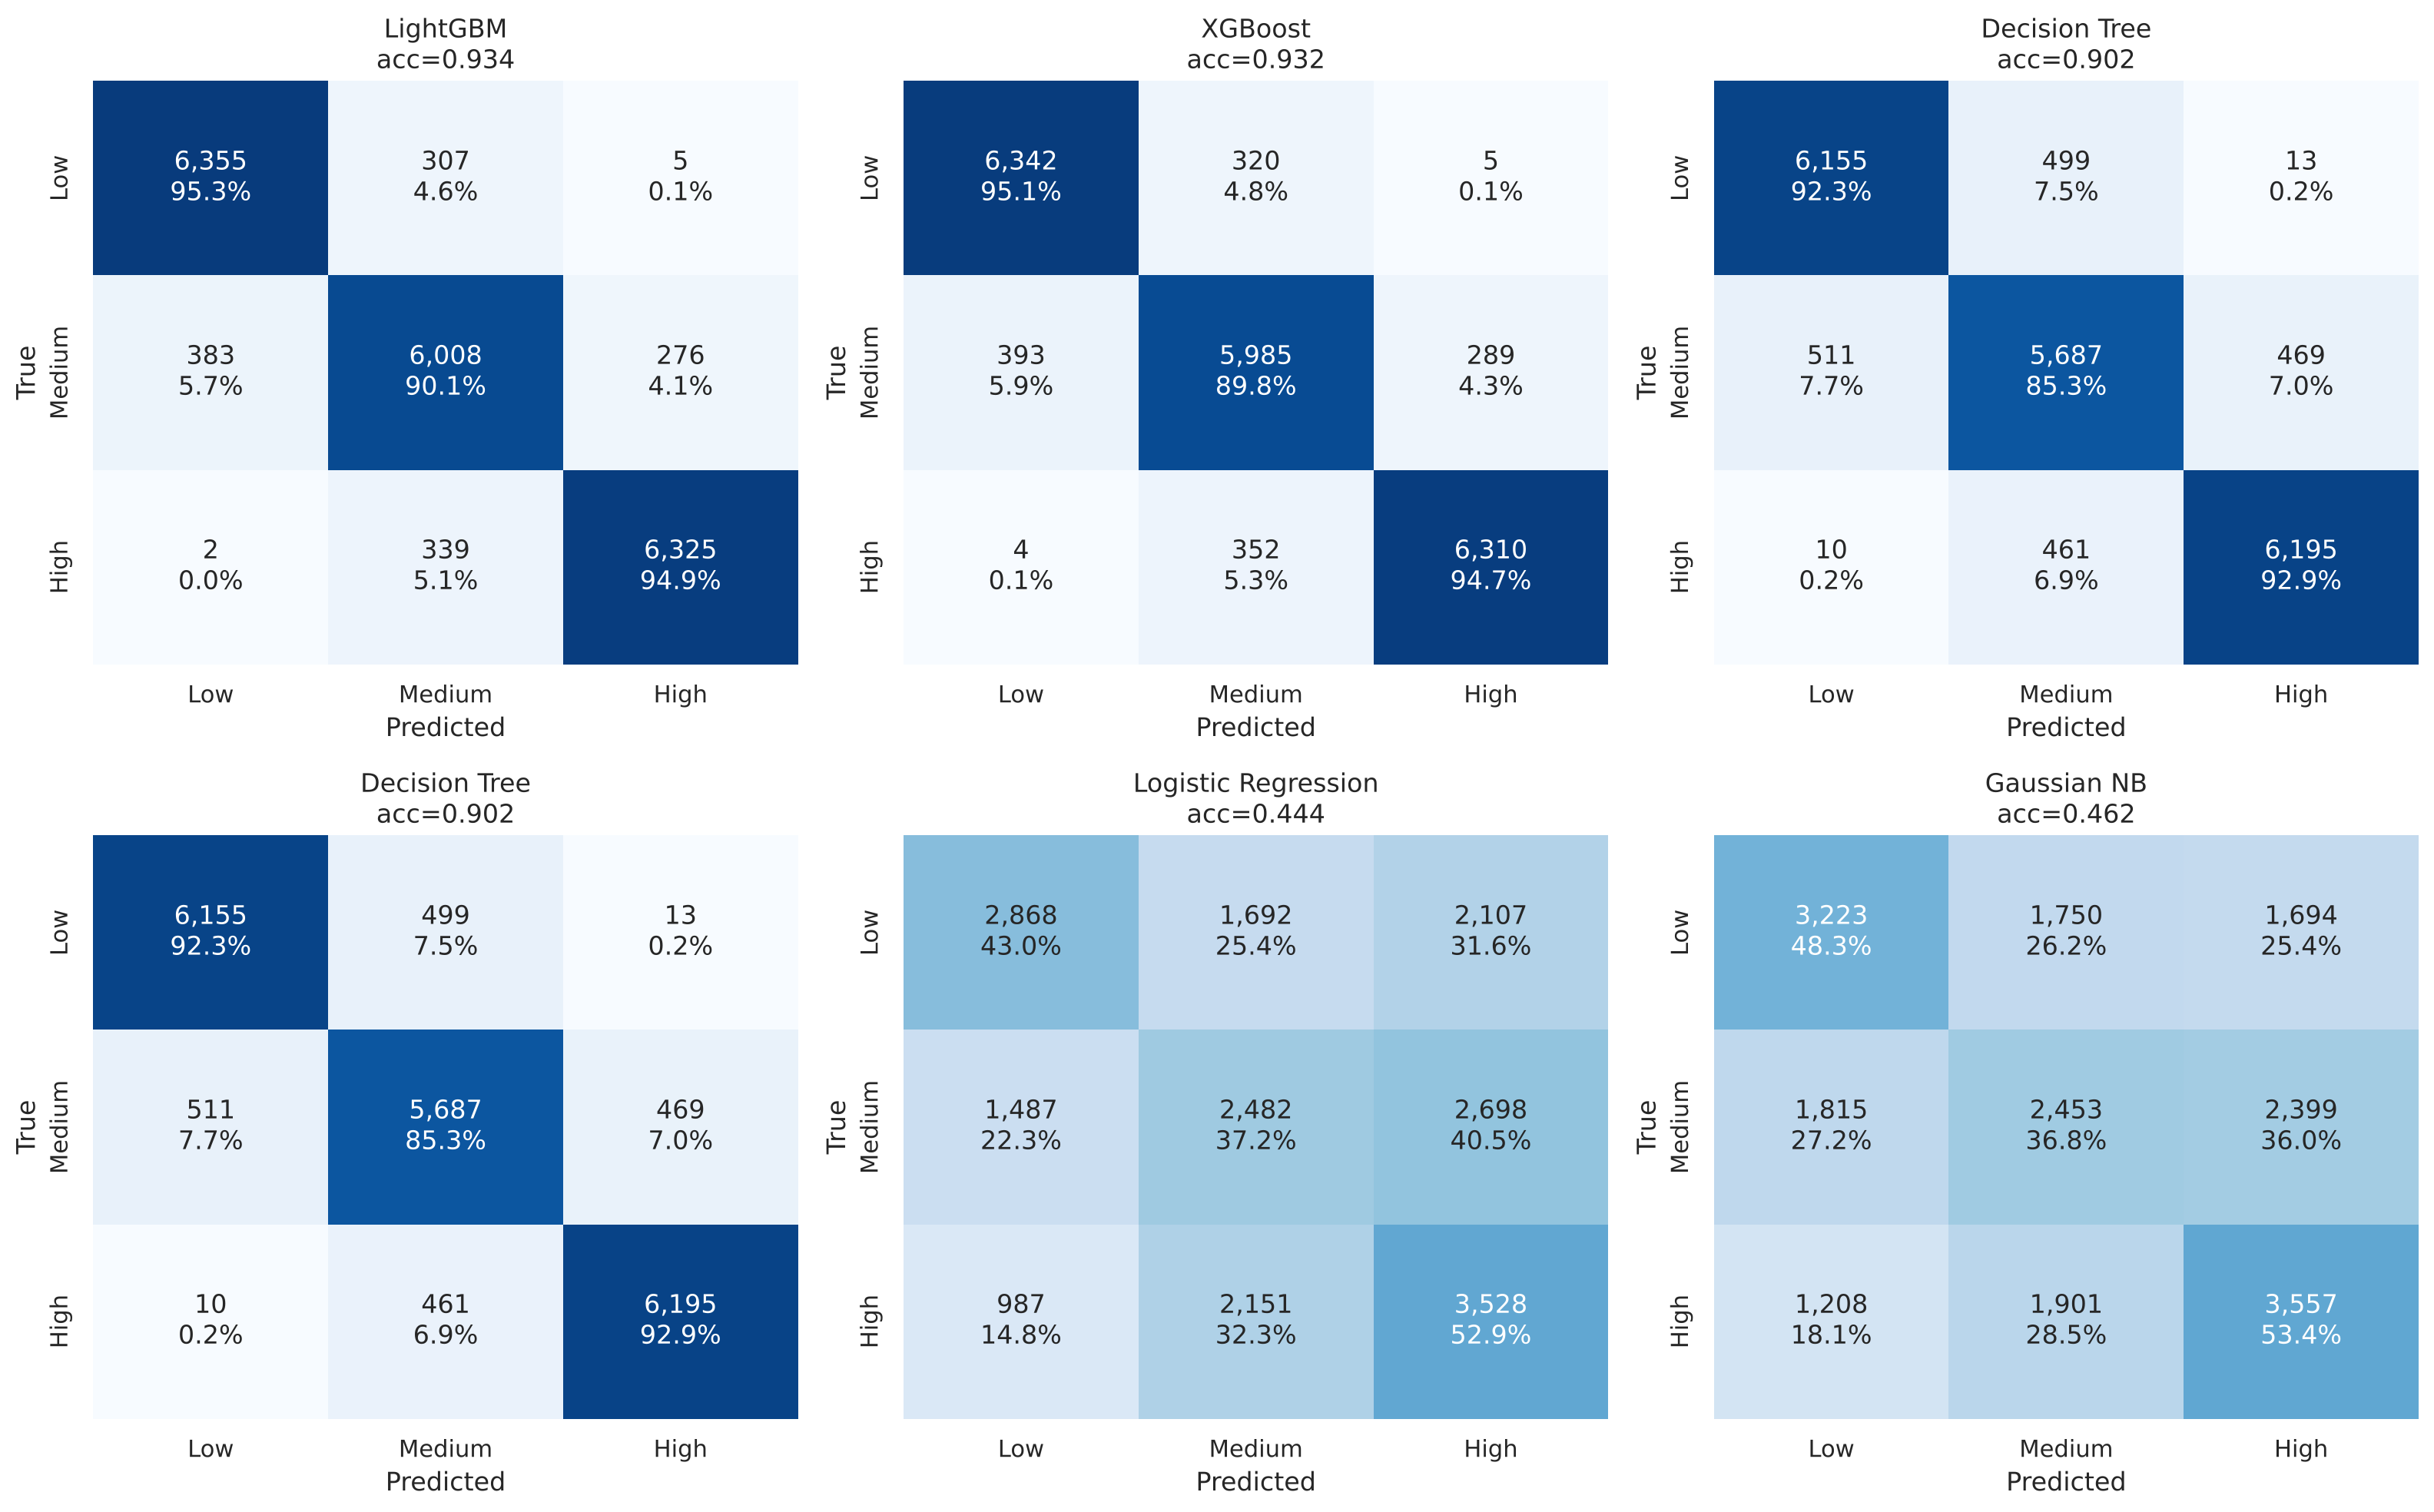 LightGBM
acc=0.934
True
Low
6,355
95.3%
307
4.6%
5
0.1%
Medium
383
5.7%
6,008
90.1%
276
4.1%
High
2
0.0%
339
5.1%
6,325
94.9%
Low
Medium
High
Predicted
XGBoost
acc=0.932
True
Low
6,342
95.1%
320
4.8%
5
0.1%
Medium
393
5.9%
5,985
89.8%
289
4.3%
High
4
0.1%
352
5.3%
6,310
94.7%
Low
Medium
High
Predicted
Decision Tree
acc=0.902
True
Low
6,155
92.3%
499
7.5%
13
0.2%
Medium
511
7.7%
5,687
85.3%
469
7.0%
High
10
0.2%
461
6.9%
6,195
92.9%
Low
Medium
High
Predicted
Decision Tree
acc=0.902
True
Low
6,155
92.3%
499
7.5%
13
0.2%
Medium
511
7.7%
5,687
85.3%
469
7.0%
High
10
0.2%
461
6.9%
6,195
92.9%
Low
Medium
High
Predicted
Logistic Regression
acc=0.444
True
Low
2,868
43.0%
1,692
25.4%
2,107
31.6%
Medium
1,487
22.3%
2,482
37.2%
2,698
40.5%
High
987
14.8%
2,151
32.3%
3,528
52.9%
Low
Medium
High
Predicted
Gaussian NB
acc=0.462
True
Low
3,223
48.3%
1,750
26.2%
1,694
25.4%
Medium
1,815
27.2%
2,453
36.8%
2,399
36.0%
High
1,208
18.1%
1,901
28.5%
3,557
53.4%
Low
Medium
High
Predicted